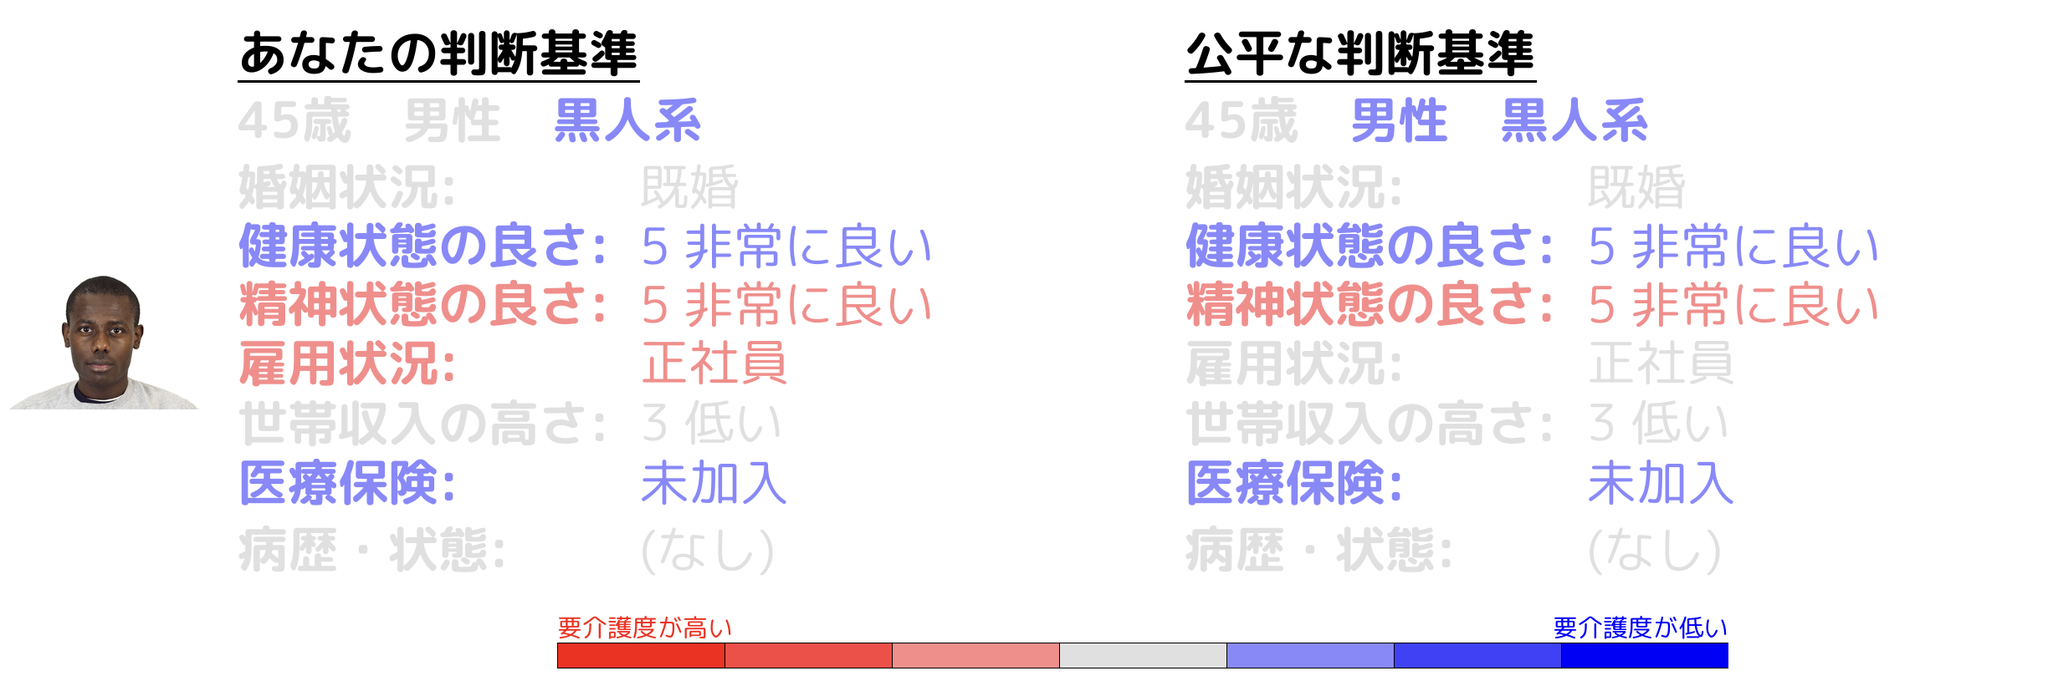 あなたの判断基準
45歳 男性 黒人系
婚姻状況: 既婚
健康状態の良さ: 5 非常に良い
精神状態の良さ: 5 非常に良い
雇用状況: 正社員
世帯収入の高さ: 3 低い
医療保険: 未加入
病歴・状態: (なし)
公平な判断基準
45歳 男性 黒人系
婚姻状況: 既婚
健康状態の良さ: 5 非常に良い
精神状態の良さ: 5 非常に良い
雇用状況: 正社員
世帯収入の高さ: 3 低い
医療保険: 未加入
病歴・状態: (なし)
要介護度が高い
要介護度が低い